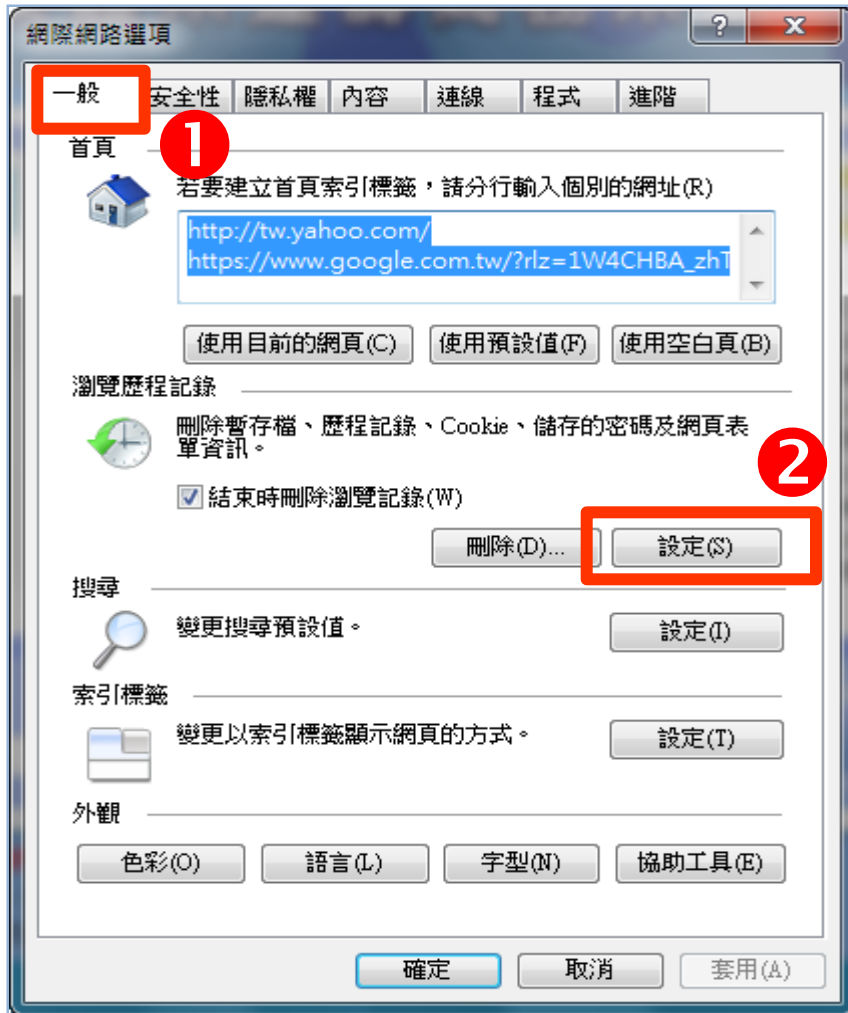 網際網路選項
?
X
一般
安全性
隱私權
內容
連線
程式
進階
1
首頁
若要建立首頁索引標籤，請分行輸入個別的網址(R)
http://tw.yahoo.com/
https://www.google.com.tw/?rlz=1W4CHBA_zhT
使用目前的網頁(C)
使用預設值(F)
使用空白頁(B)
瀏覽歷程記錄
刪除暫存檔、歷程記錄、Cookie、儲存的密碼及網頁表
單資訊。
2
結束時刪除瀏覽記錄(W)
刪除(D)...
設定(S)
搜尋
變更搜尋預設值。
設定(I)
索引標籤
變更以索引標籤顯示網頁的方式。
設定(T)
外觀
色彩(O)
語言(L)
字型(N)
協助工具(E)
確定
取消
套用(A)